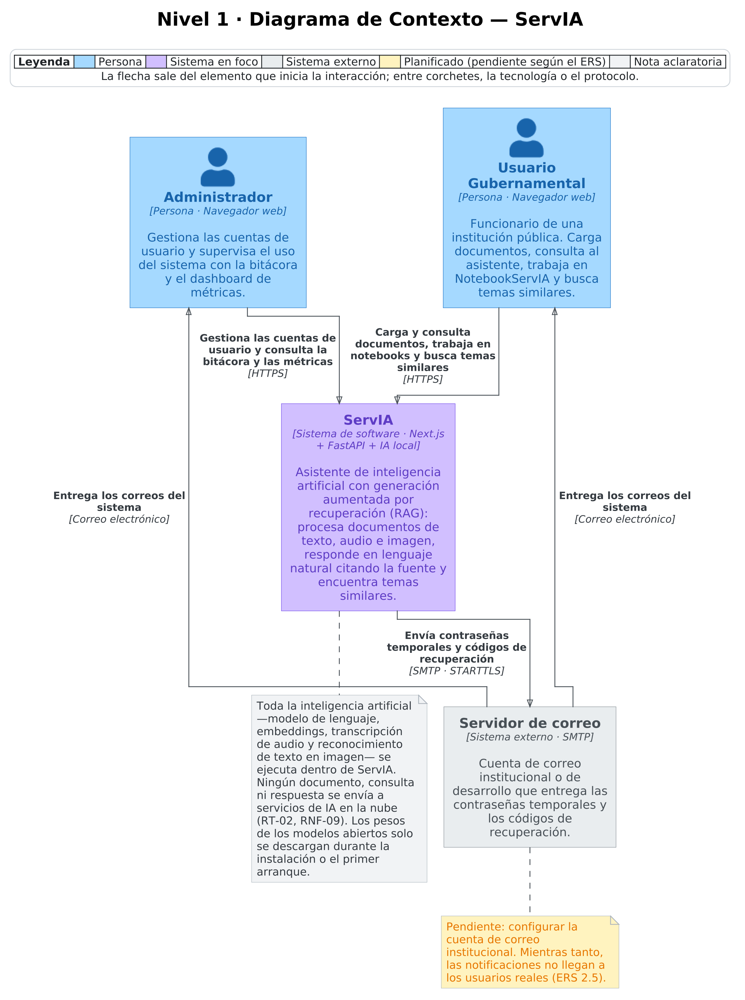 Nivel 1 · Diagrama de Contexto — ServIA
Leyenda Persona Sistema en foco Sistema externo Planificado (pendiente según el ERS) Nota aclaratoria
La flecha sale del elemento que inicia la interacción; entre corchetes, la tecnología o el protocolo.
Administrador
[Persona · Navegador web]
Gestiona las cuentas de
usuario y supervisa el uso
del sistema con la bitácora
y el dashboard de
métricas.
Usuario
Gubernamental
[Persona · Navegador web]
Funcionario de una
institución pública. Carga
documentos, consulta al
asistente, trabaja en
NotebookServIA y busca
temas similares.
Gestiona las cuentas de
usuario y consulta la
bitácora y las métricas
[HTTPS]
Carga y consulta
documentos, trabaja en
notebooks y busca temas
similares
[HTTPS]
ServIA
[Sistema de software · Next.js
+ FastAPI + IA local]
Asistente de inteligencia
artificial con generación
aumentada por
recuperación (RAG):
procesa documentos de
texto, audio e imagen,
responde en lenguaje
natural citando la fuente y
encuentra temas
similares.
Entrega los correos del
sistema
[Correo electrónico]
Entrega los correos del
sistema
[Correo electrónico]
Envía contraseñas
temporales y códigos de
recuperación
[SMTP · STARTTLS]
Toda la inteligencia artificial
—modelo de lenguaje,
embeddings, transcripción
de audio y reconocimiento
de texto en imagen— se
ejecuta dentro de ServIA.
Ningún documento, consulta
ni respuesta se envía a
servicios de IA en la nube
(RT-02, RNF-09). Los pesos
de los modelos abiertos solo
se descargan durante la
instalación o el primer
arranque.
Servidor de correo
[Sistema externo · SMTP]
Cuenta de correo
institucional o de
desarrollo que entrega las
contraseñas temporales y
los códigos de
recuperación.
Pendiente: configurar la
cuenta de correo
institucional. Mientras tanto,
las notificaciones no llegan a
los usuarios reales (ERS 2.5).